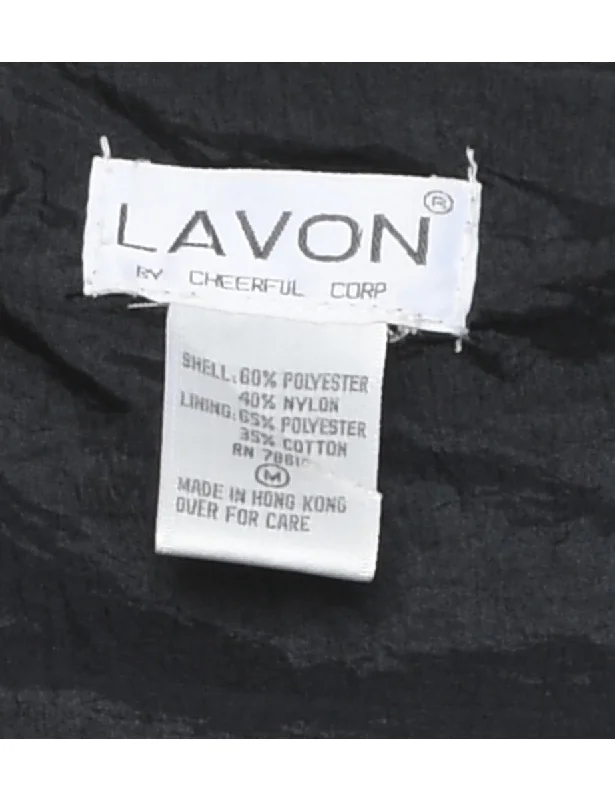 LAVON ®
BY CHEERFUL CORP
SHELL: 60% POLYESTER
40% NYLON
LINING: 65% POLYESTER
35% COTTON
RN
M
MADE IN HONG KONG
OVER FOR CARE